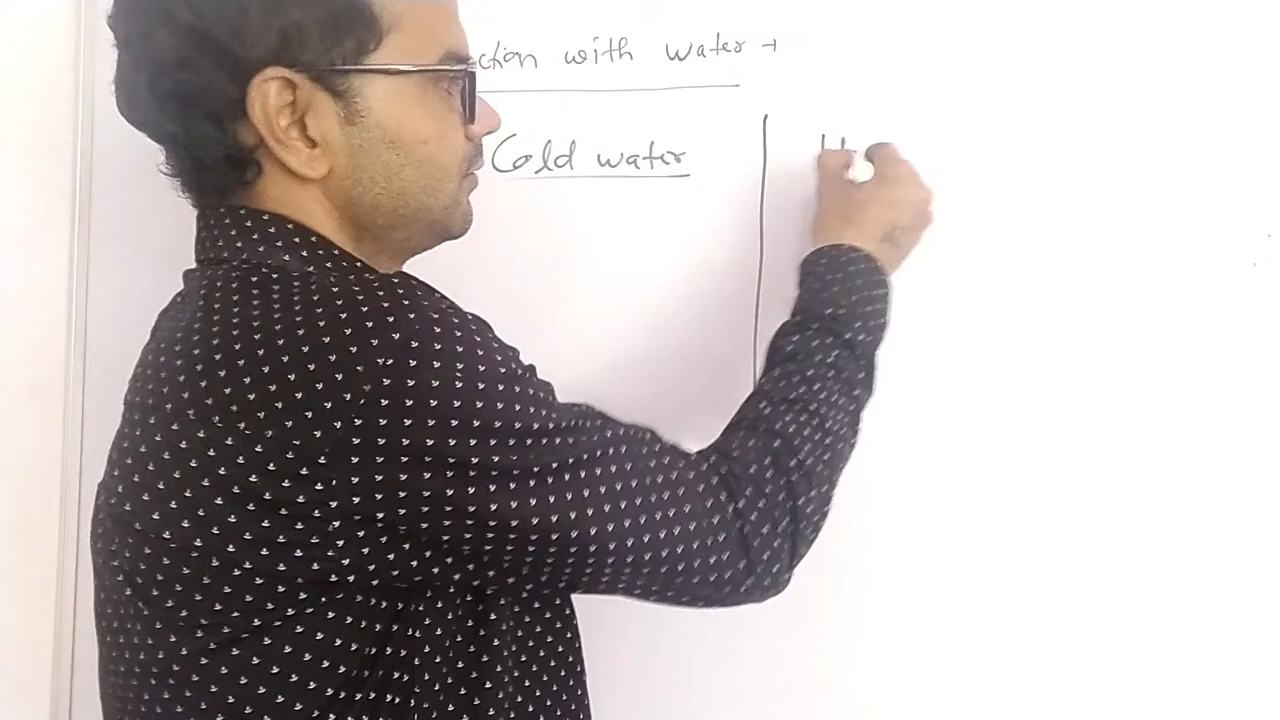 ction with water →
Cold water
H